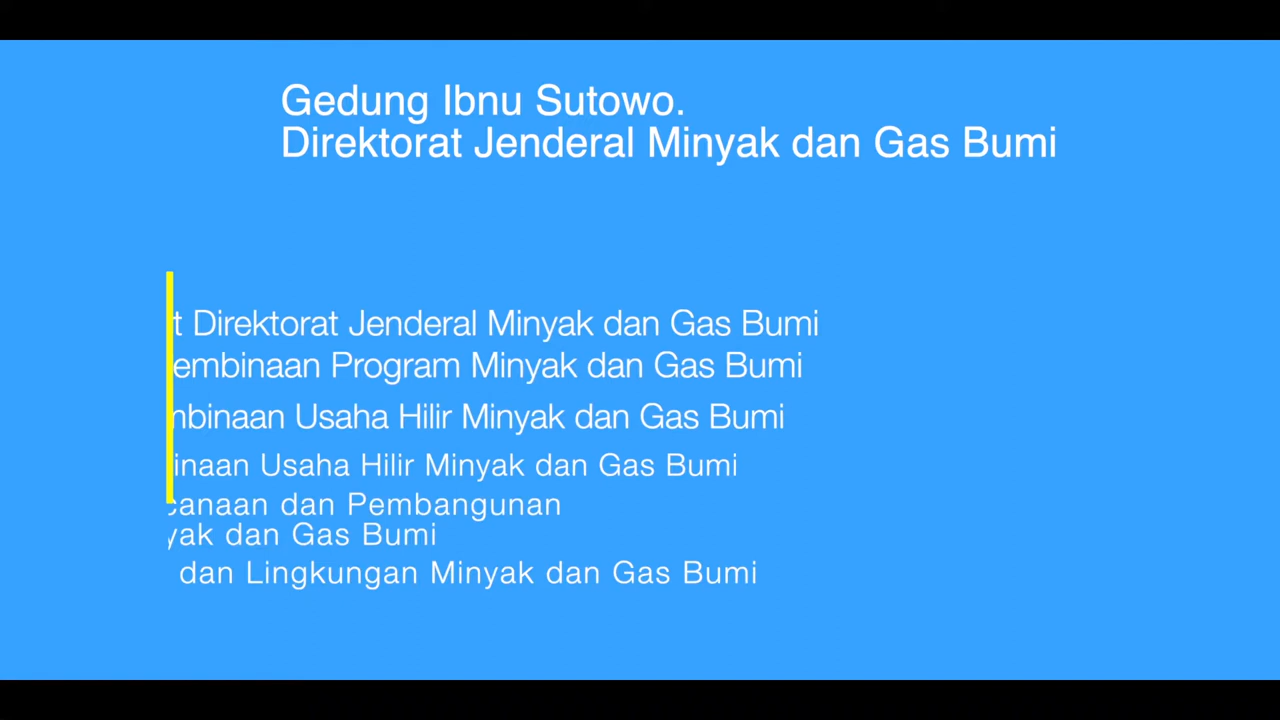 Gedung Ibnu Sutowo.
Direktorat Jenderal Minyak dan Gas Bumi
t Direktorat Jenderal Minyak dan Gas Bumi
embinaan Program Minyak dan Gas Bumi
mbinaan Usaha Hilir Minyak dan Gas Bumi
inaan Usaha Hilir Minyak dan Gas Bumi
canaan dan Pembangunan
yak dan Gas Bumi
dan Lingkungan Minyak dan Gas Bumi